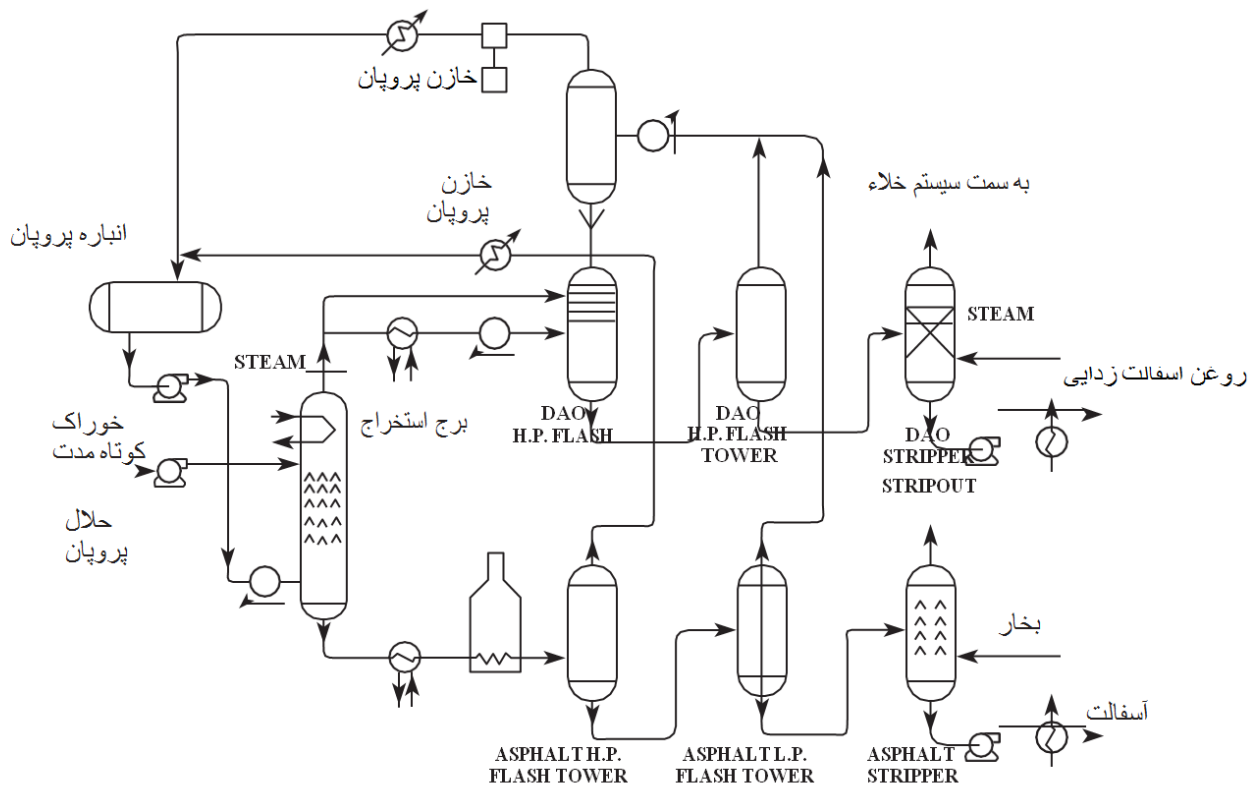 خازن پروپان
خازن
پروپان
به سمت سیستم خلاء
انباره پروپان
STEAM
STEAM
روغن اسفالت زدایی
خوراک
کوتاه مدت
برج استخراج
DAO
H.P. FLASH
DAO
H.P. FLASH
TOWER
DAO
STRIPPER
STRIPOUT
حلال
پروپان
بخار
آسفالت
ASPHALT H.P.
FLASH TOWER
ASPHALT L.P.
FLASH TOWER
ASPHALT
STRIPPER